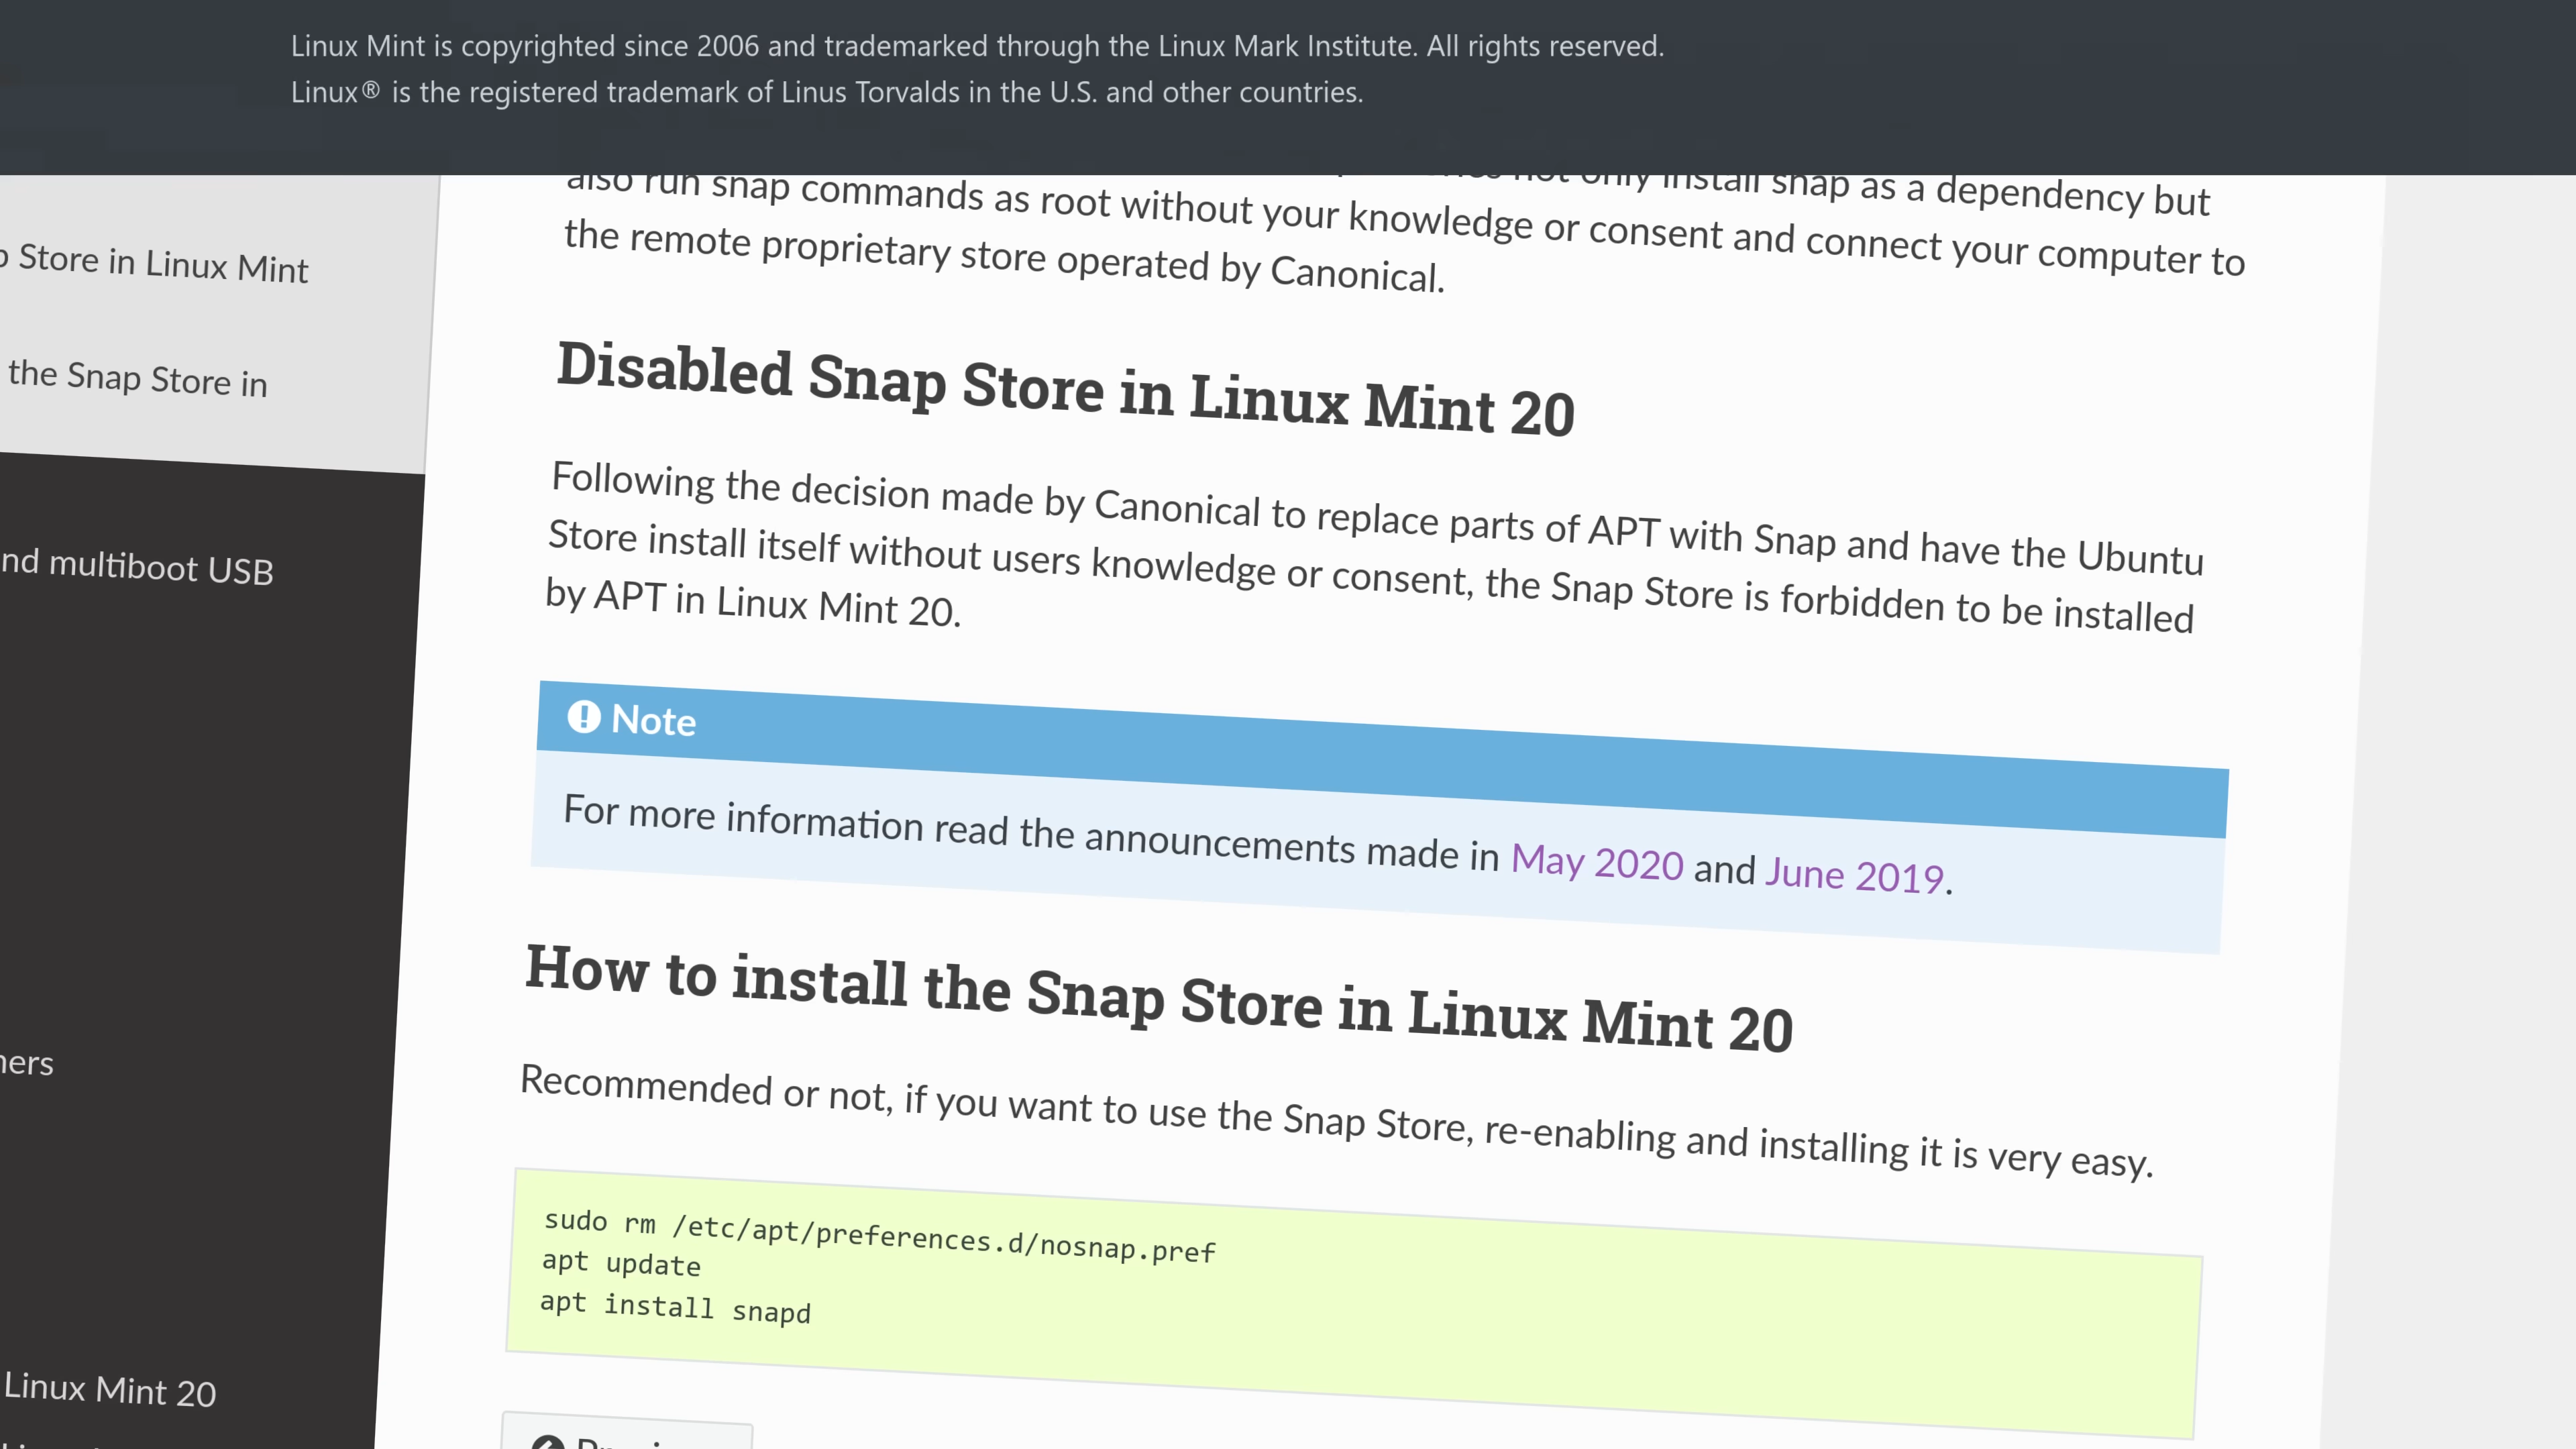 Linux Mint is copyrighted since 2006 and trademarked through the Linux Mark Institute. All rights reserved.
Linux® is the registered trademark of Linus Torvalds in the U.S. and other countries.
not only install snap as a dependency but
also run snap commands as root without your knowledge or consent and connect your computer to
the remote proprietary store operated by Canonical.
Store in Linux Mint
the Snap Store in
multiboot USB
Linux Mint 20
Disabled Snap Store in Linux Mint 20
Following the decision made by Canonical to replace parts of APT with Snap and have the Ubuntu
Store install itself without users knowledge or consent, the Snap Store is forbidden to be installed
by APT in Linux Mint 20.
Note
For more information read the announcements made in May 2020 and June 2019.
How to install the Snap Store in Linux Mint 20
Recommended or not, if you want to use the Snap Store, re-enabling and installing it is very easy.
sudo rm /etc/apt/preferences.d/nosnap.pref
apt update
apt install snapd